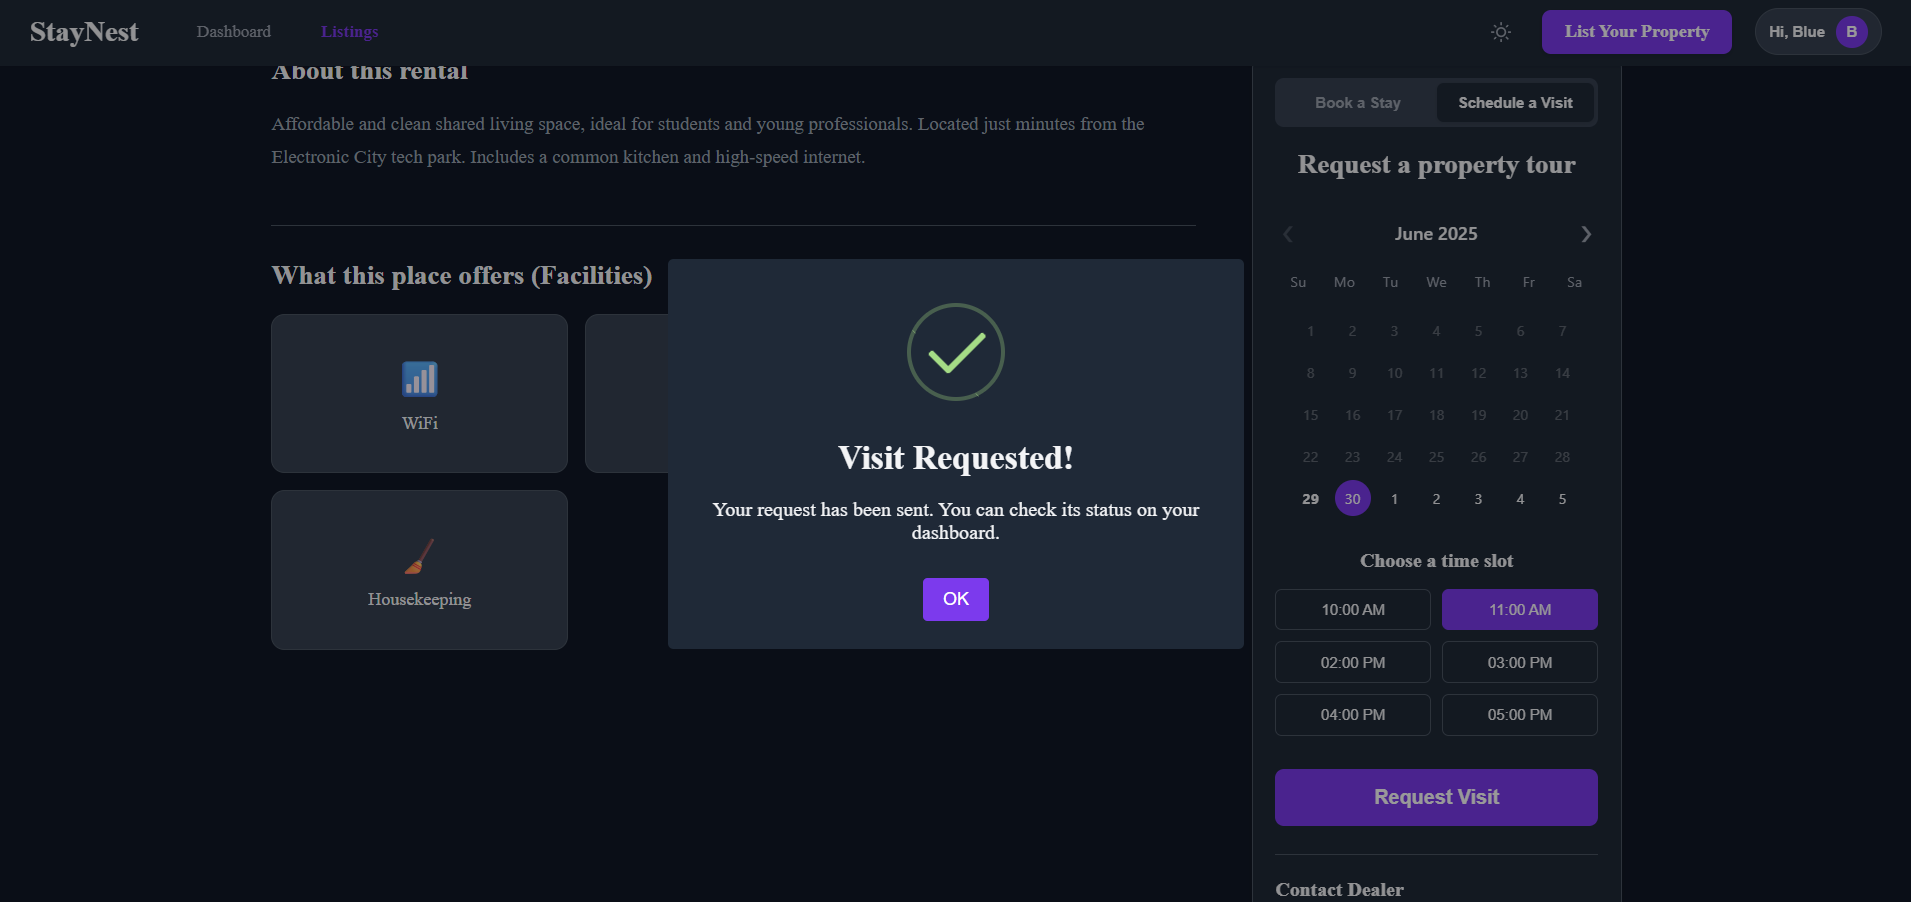 StayNest
Dashboard
Listings
List Your Property
Hi, Blue
B
About this rental
Affordable and clean shared living space, ideal for students and young professionals. Located just minutes from the
Electronic City tech park. Includes a common kitchen and high-speed internet.
What this place offers (Facilities)
WiFi
Housekeeping
Visit Requested!
Your request has been sent. You can check its status on your
dashboard.
OK
Book a Stay
Schedule a Visit
Request a property tour
June 2025
Su Mo Tu We Th Fr Sa
1 2 3 4 5 6 7
8 9 10 11 12 13 14
15 16 17 18 19 20 21
22 23 24 25 26 27 28
29 30 1 2 3 4 5
Choose a time slot
10:00 AM 11:00 AM
02:00 PM 03:00 PM
04:00 PM 05:00 PM
Request Visit
Contact Dealer